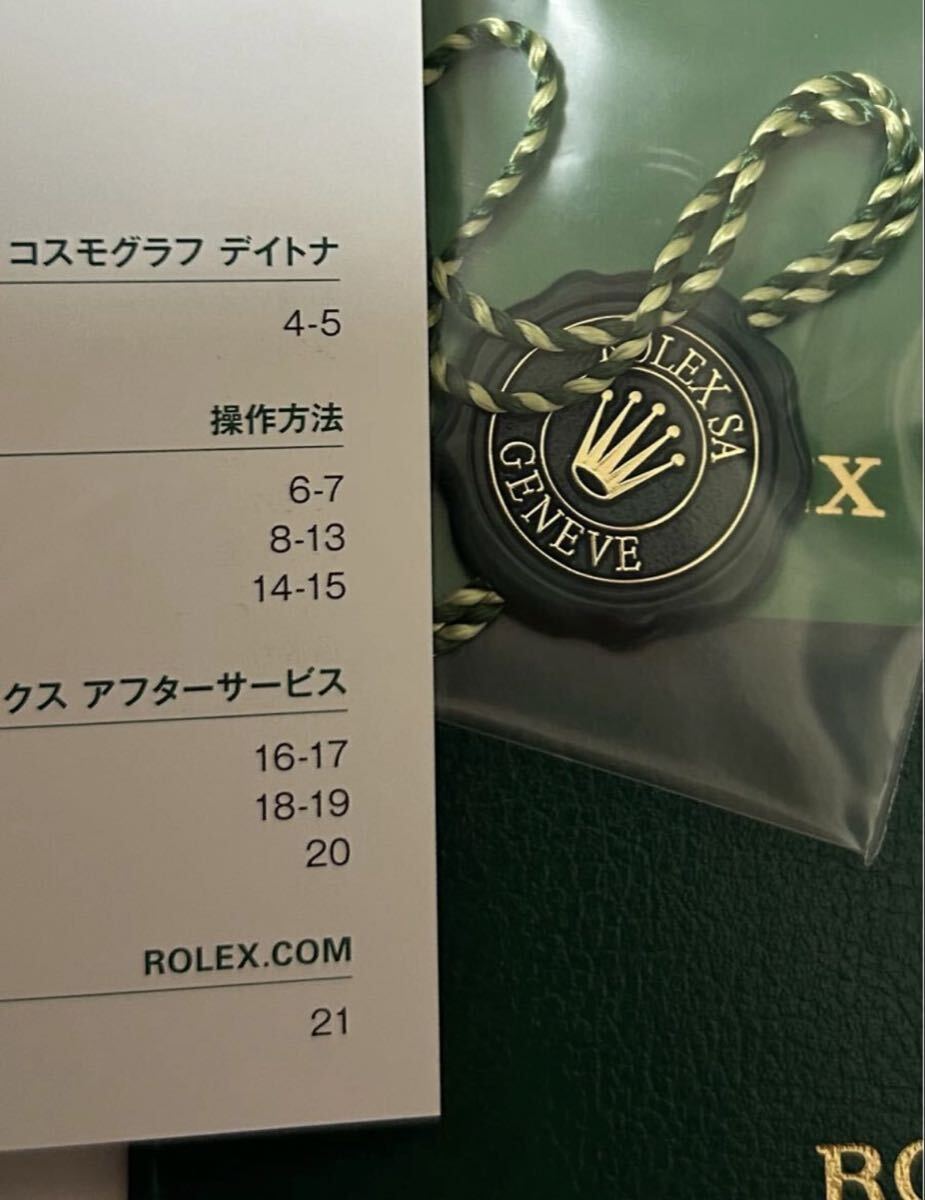 コスモグラフ デイトナ
4-5
操作方法
6-7
8-13
14-15
クス アフターサービス
16-17
18-19
20
ROLEX.COM
21
ROLEX SA
GENEVE